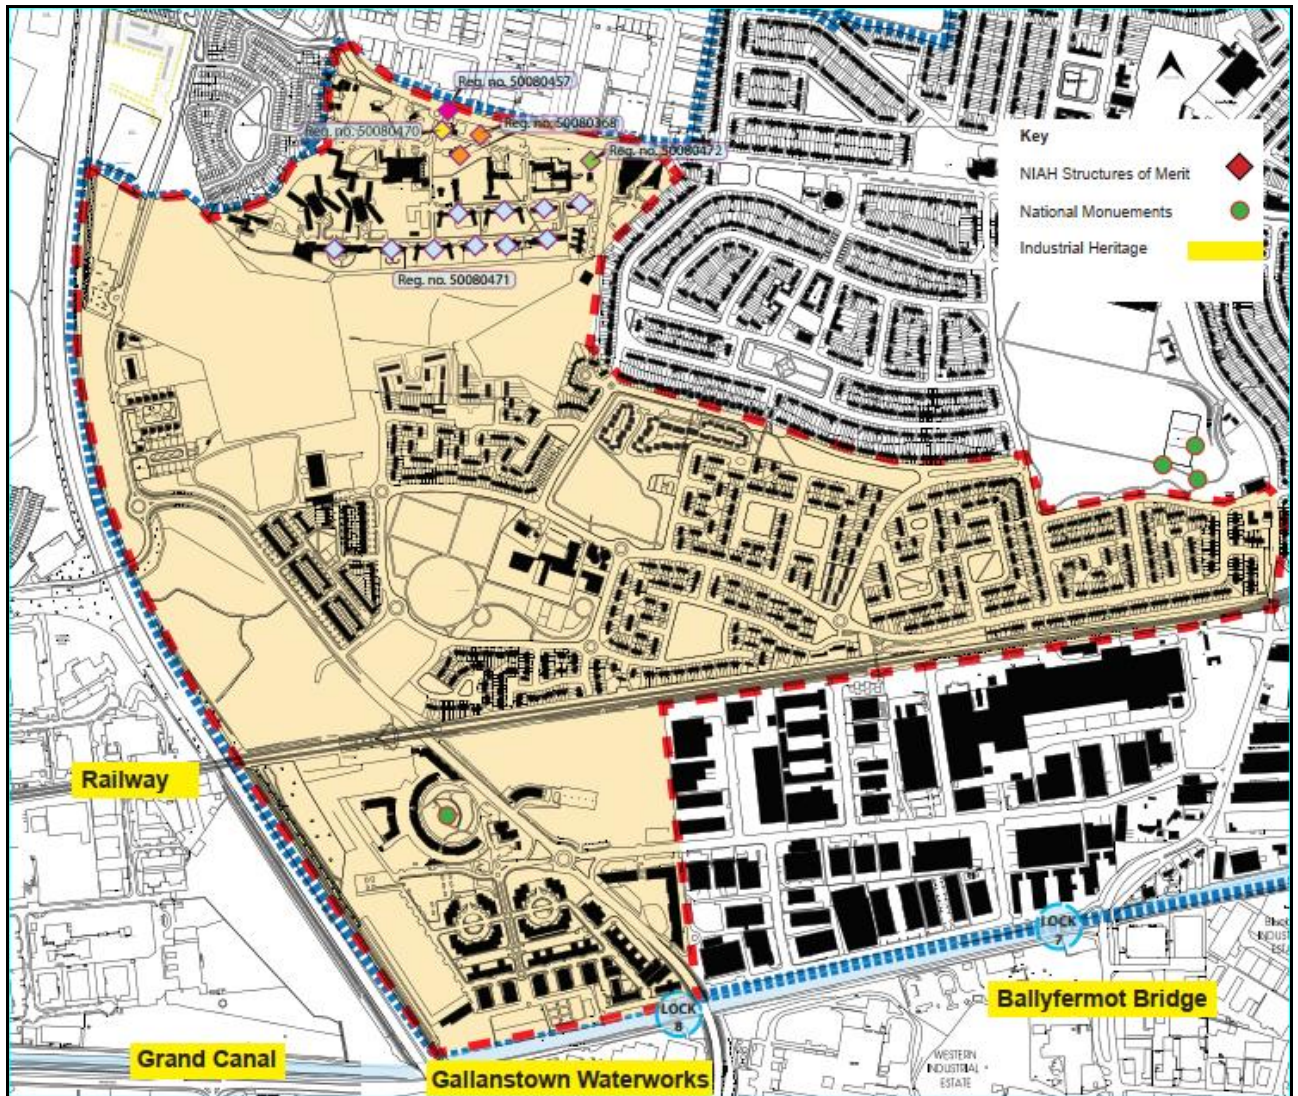 Reg. no. 50080457
Reg. no. 50080470
Reg. no. 50080368
Reg. no. 50080472
Key
NIAH Structures of Merit
National Monuements
Industrial Heritage
Reg. no. 50080471
Railway
LOCK
7
Ballyfermot Bridge
LOCK
8
Grand Canal
Gallanstown Waterworks
WESTERN
INDUSTRIAL
ESTATE